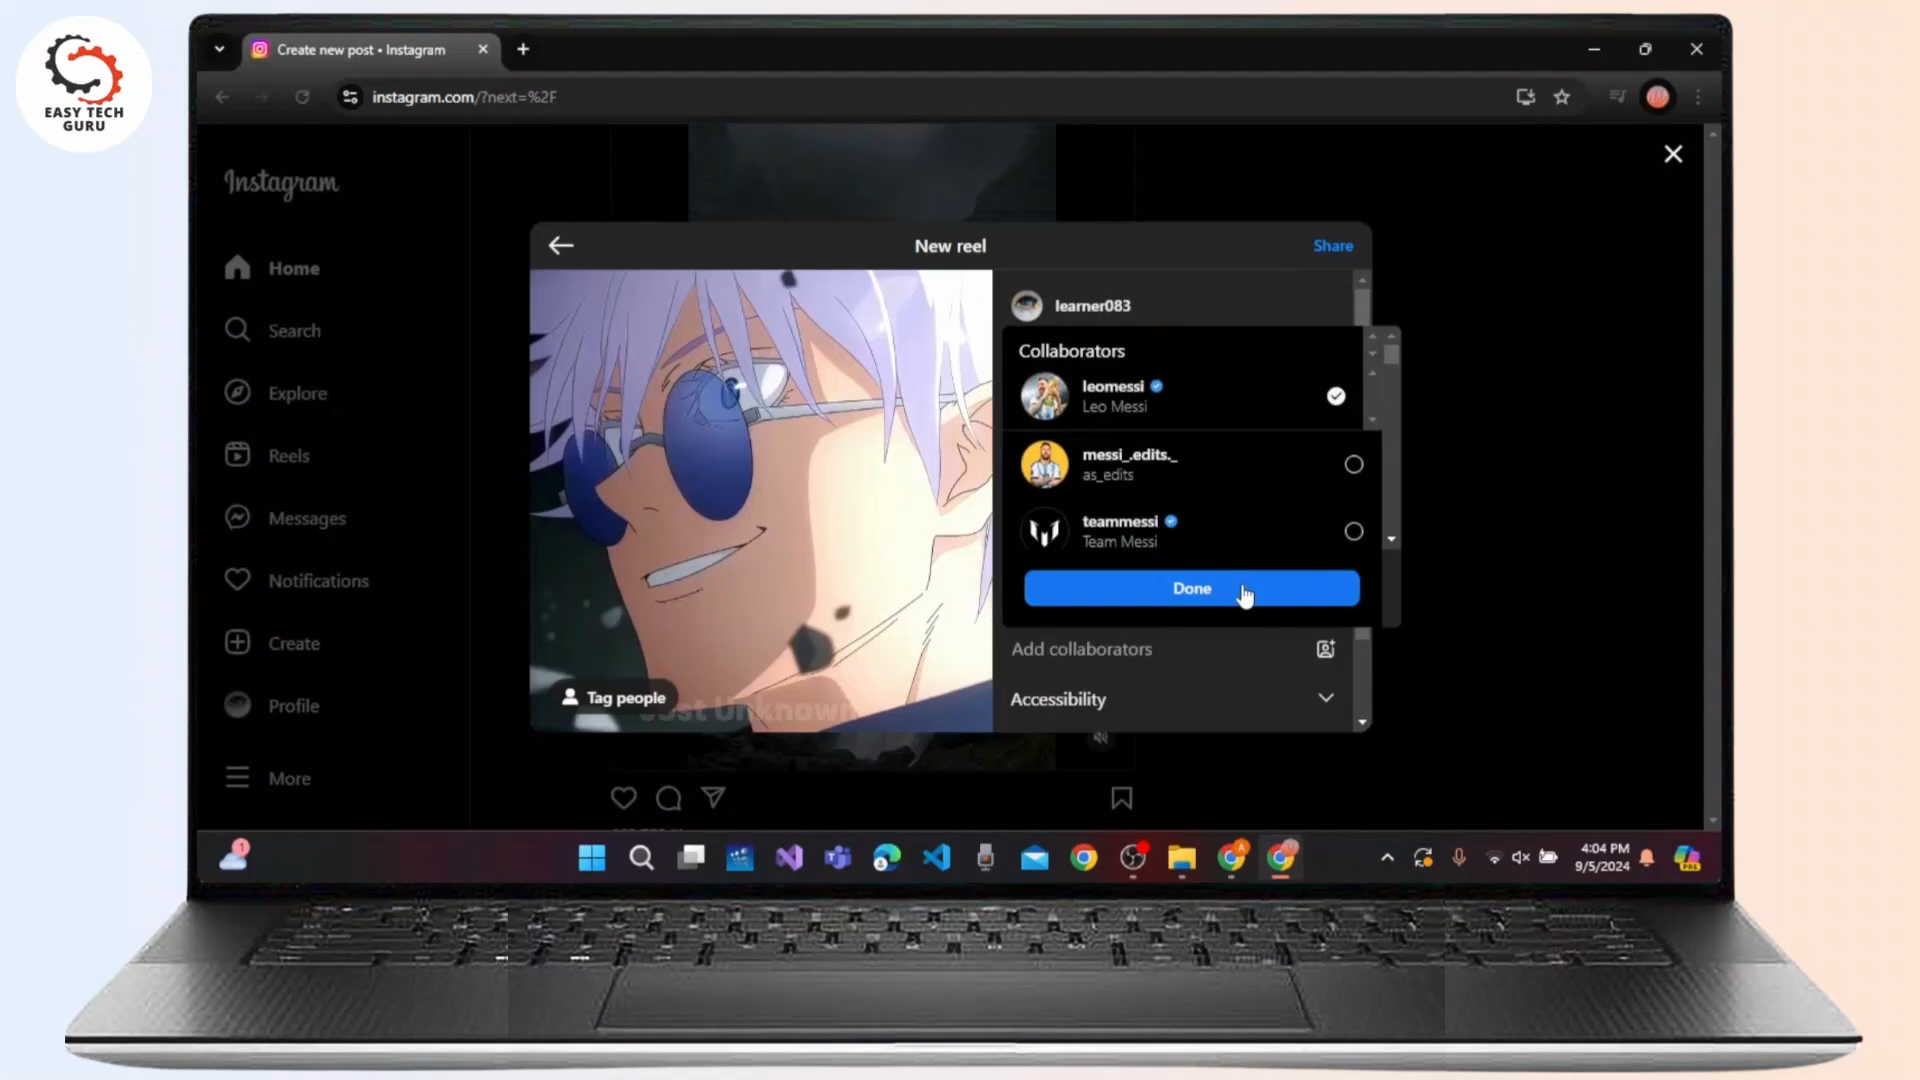 EASY TECH
GURU
Create new post • Instagram
instagram.com/?next=%2F
Instagram
Home
Search
Explore
Reels
Messages
Notifications
Create
Profile
More
New reel
Share
learner083
Collaborators
leomessi
Leo Messi
messi_.edits._
as_edits
teammessi
Team Messi
Done
Add collaborators
Accessibility
Tag people
1
A
PRE
4:04 PM
9/5/2024